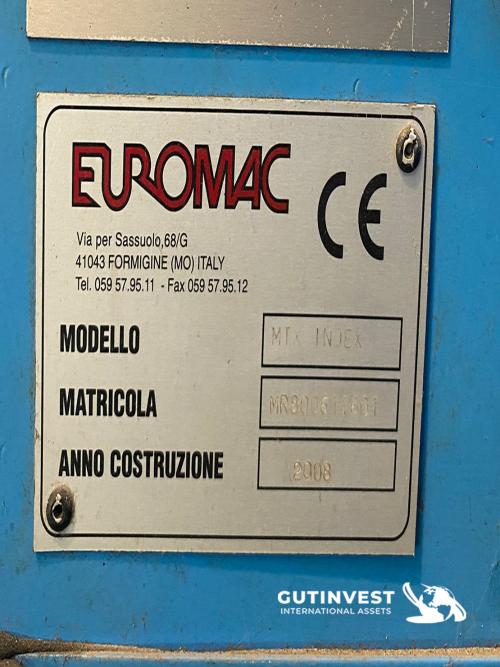 EUROMAC
CE
Via per Sassuolo,68/G
41043 FORMIGINE (MO) ITALY
Tel. 059 57.95.11 - Fax 059 57.95.12
MODELLO
MTX INDEX
MATRICOLA
ANNO COSTRUZIONE
2008
GUTINVEST
INTERNATIONAL ASSETS